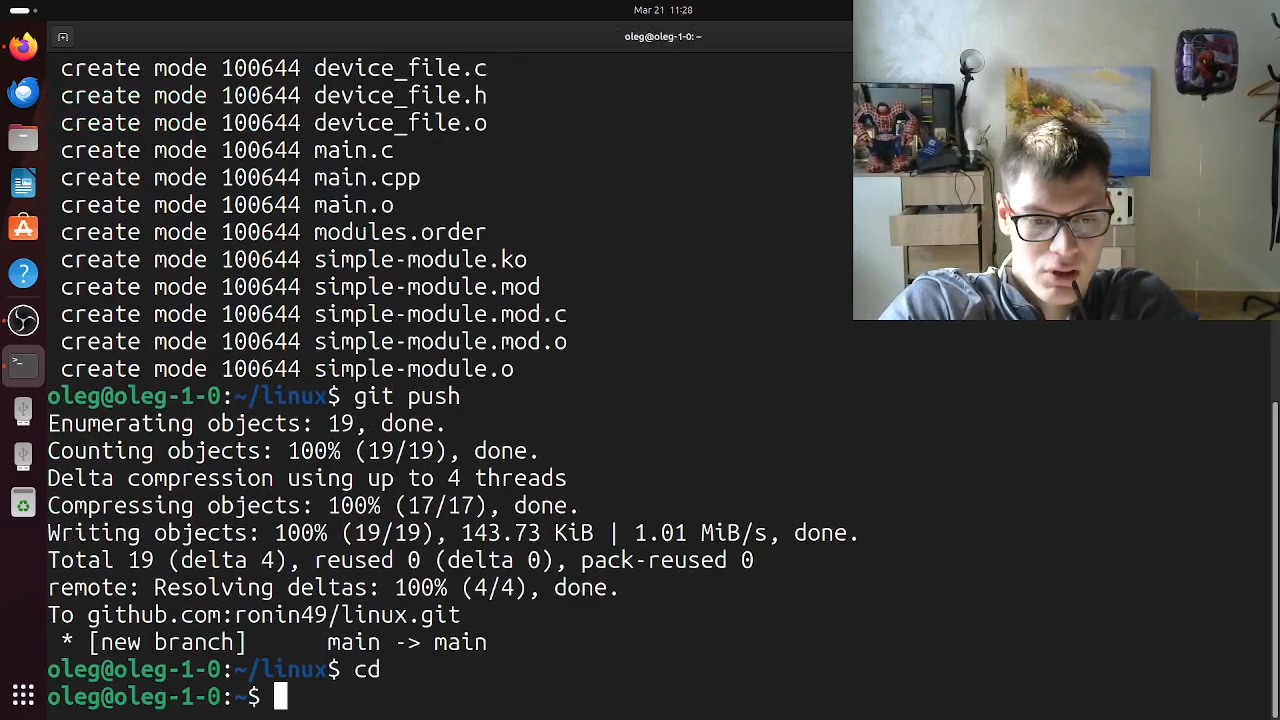 Mar 21 11:28
oleg@oleg-1-0: ~
create mode 100644 device_file.c
create mode 100644 device_file.h
create mode 100644 device_file.o
create mode 100644 main.c
create mode 100644 main.cpp
create mode 100644 main.o
create mode 100644 modules.order
create mode 100644 simple-module.ko
create mode 100644 simple-module.mod
create mode 100644 simple-module.mod.c
create mode 100644 simple-module.mod.o
create mode 100644 simple-module.o
oleg@oleg-1-0:~/linux$ git push
Enumerating objects: 19, done.
Counting objects: 100% (19/19), done.
Delta compression using up to 4 threads
Compressing objects: 100% (17/17), done.
Writing objects: 100% (19/19), 143.73 KiB | 1.01 MiB/s, done.
Total 19 (delta 4), reused 0 (delta 0), pack-reused 0
remote: Resolving deltas: 100% (4/4), done.
To github.com:ronin49/linux.git
* [new branch] main -> main
oleg@oleg-1-0:~/linux$ cd
oleg@oleg-1-0:~$